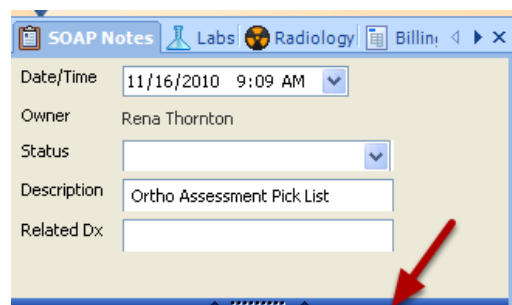 SOAP Notes Labs Radiology Billin
Date/Time 11/16/2010 9:09 AM
Owner Rena Thornton
Status
Description Ortho Assessment Pick List
Related Dx